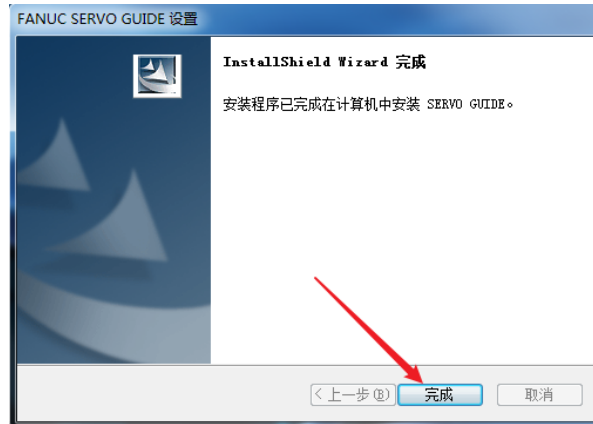 FANUC SERVO GUIDE 设置
InstallShield Wizard 完成
安装程序已完成在计算机中安装 SERVO GUIDE。
<上一步(B)
完成
取消